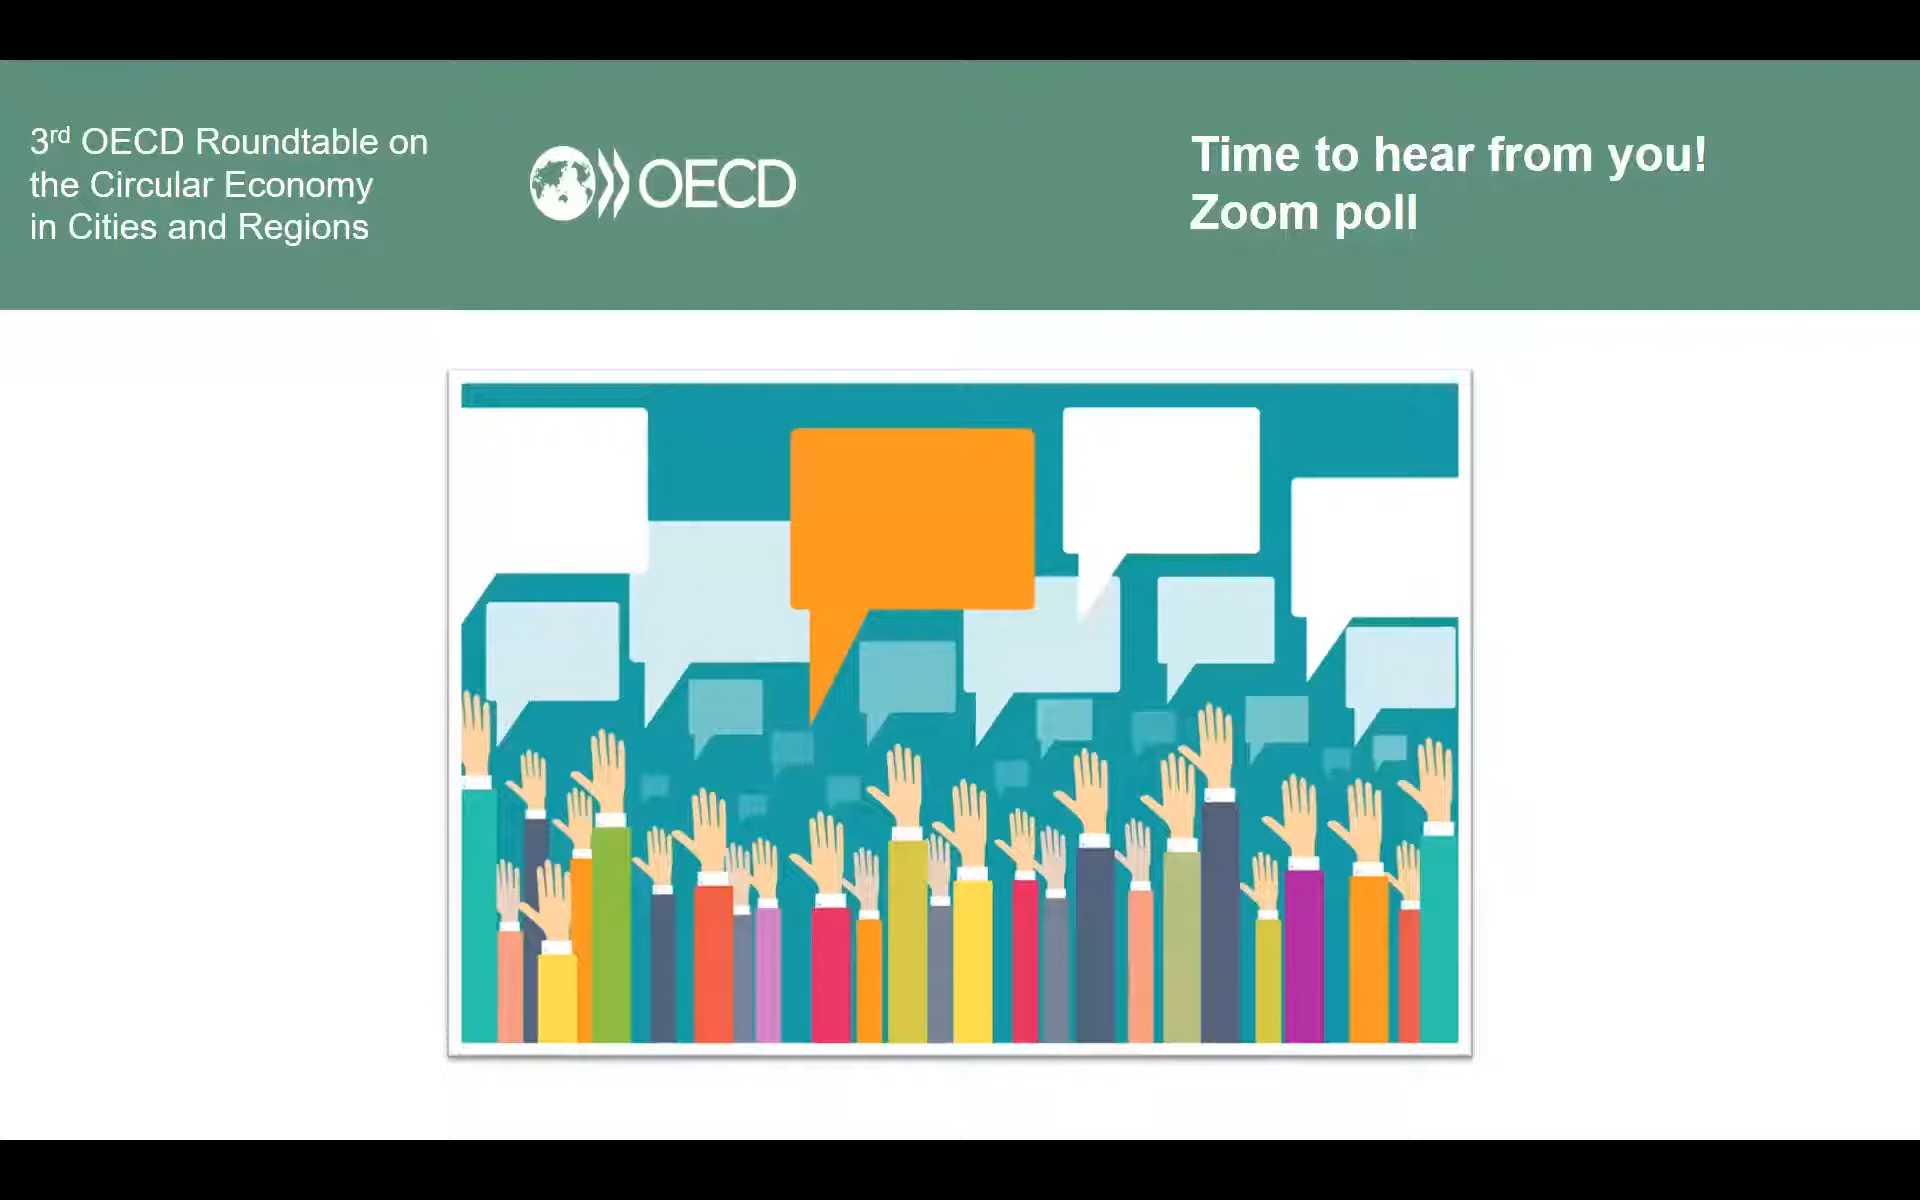 3rd OECD Roundtable on
the Circular Economy
in Cities and Regions
OECD
Time to hear from you!
Zoom poll